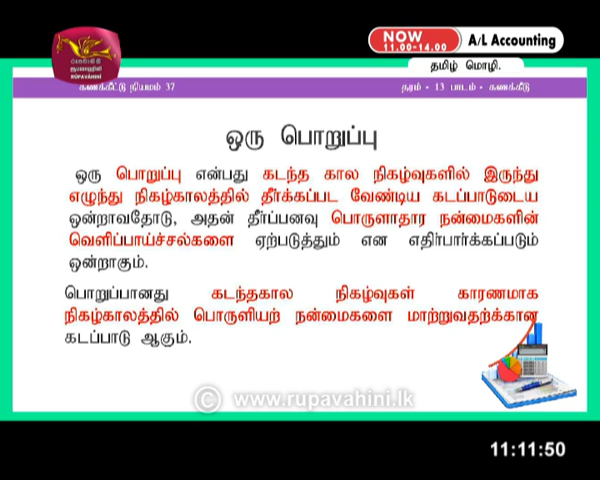 NOW
11.00-14.00
A/L Accounting
தமிழ் மொழி.
RUPAVAHINI
கணக்கீட்டு நியமம் 37
தரம் - 13 பாடம் - கணக்கீடு
ஒரு பொறுப்பு
ஒரு பொறுப்பு என்பது கடந்த கால நிகழ்வுகளில் இருந்து
எழுந்து நிகழ்காலத்தில் தீர்க்கப்பட வேண்டிய கடப்பாடுடைய
ஒன்றாவதோடு, அதன் தீர்ப்பனவு பொருளாதார நன்மைகளின்
வெளிப்பாய்ச்சல்களை ஏற்படுத்தும் என எதிர்பார்க்கப்படும்
ஒன்றாகும்.
பொறுப்பானது கடந்தகால நிகழ்வுகள் காரணமாக
நிகழ்காலத்தில் பொருளியற் நன்மைகளை மாற்றுவதற்க்கான
கடப்பாடு ஆகும்.
© www.rupavahini.lk
11:11:50